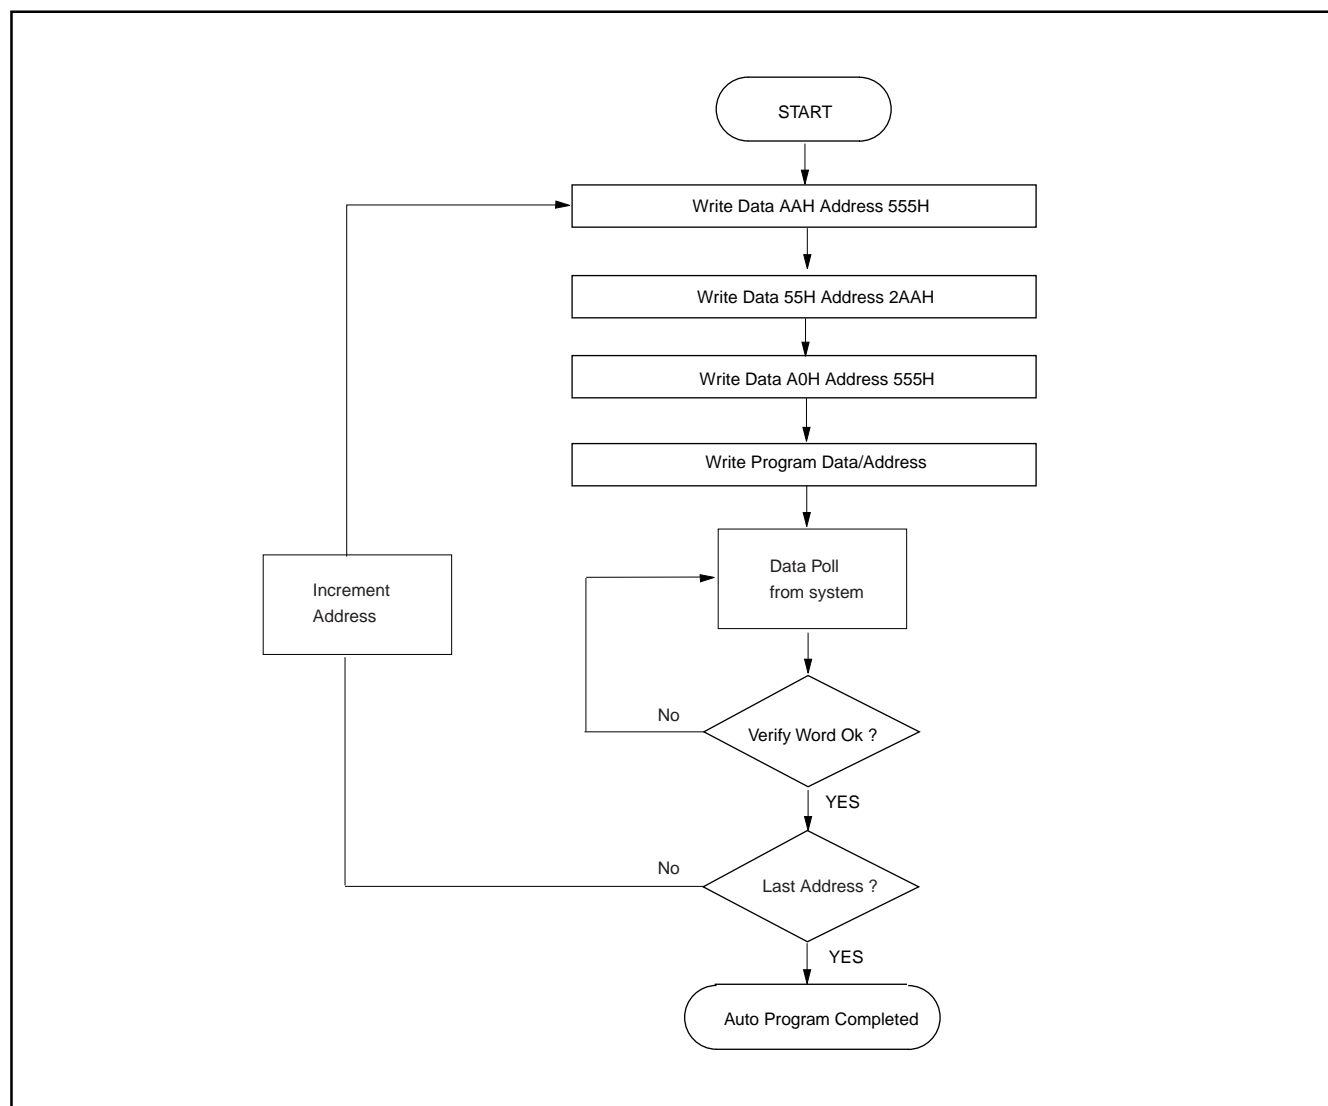 START
Write Data AAH Address 555H
Write Data 55H Address 2AAH
Write Data A0H Address 555H
Write Program Data/Address
Data Poll
from system
Increment
Address
No
Verify Word Ok ?
YES
No
Last Address ?
YES
Auto Program Completed